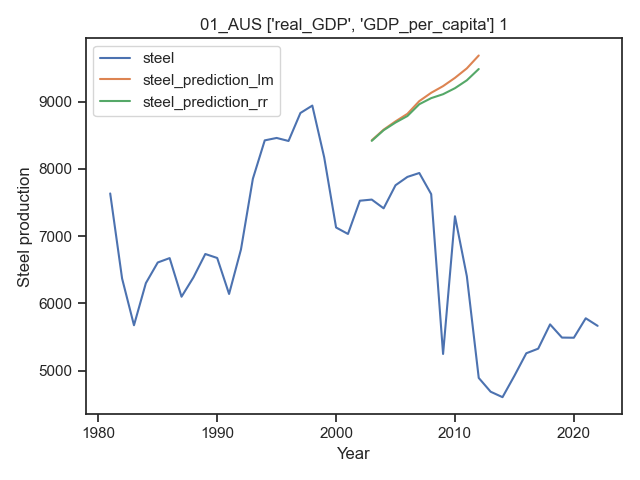 01_AUS ['real_GDP', 'GDP_per_capita'] 1
steel
steel_prediction_lm
steel_prediction_rr
9000
8000
7000
6000
5000
Steel production
1980
1990
2000
2010
2020
Year